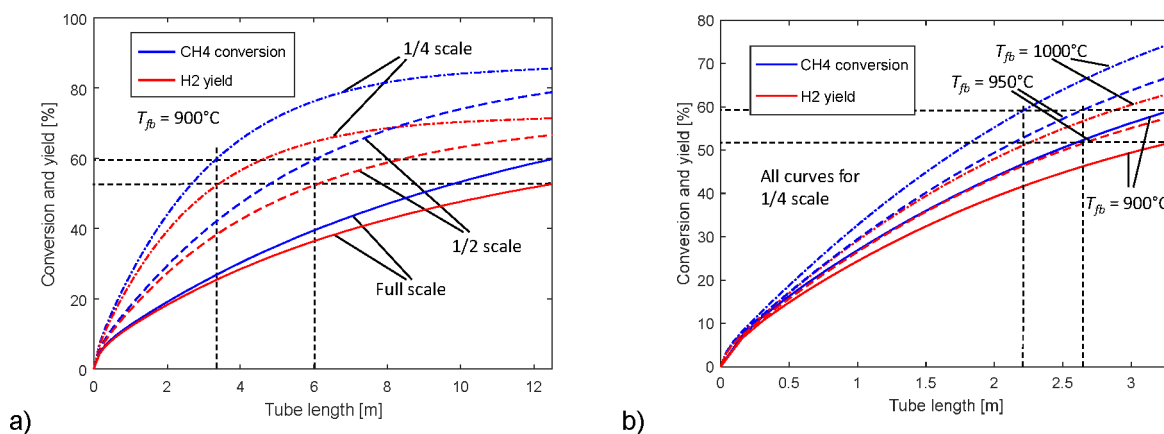 100
80
60
40
20
0
0
2
4
6
8
10
12
Conversion and yield [%]
Tube length [m]
CH4 conversion
H2 yield
T_fb = 900°C
1/4 scale
1/2 scale
Full scale
a)
80
70
60
50
40
30
20
10
0
0
0.5
1
1.5
2
2.5
3
Conversion and yield [%]
Tube length [m]
CH4 conversion
H2 yield
T_fb = 1000°C
T_fb = 950°C
T_fb = 900°C
All curves for
1/4 scale
b)